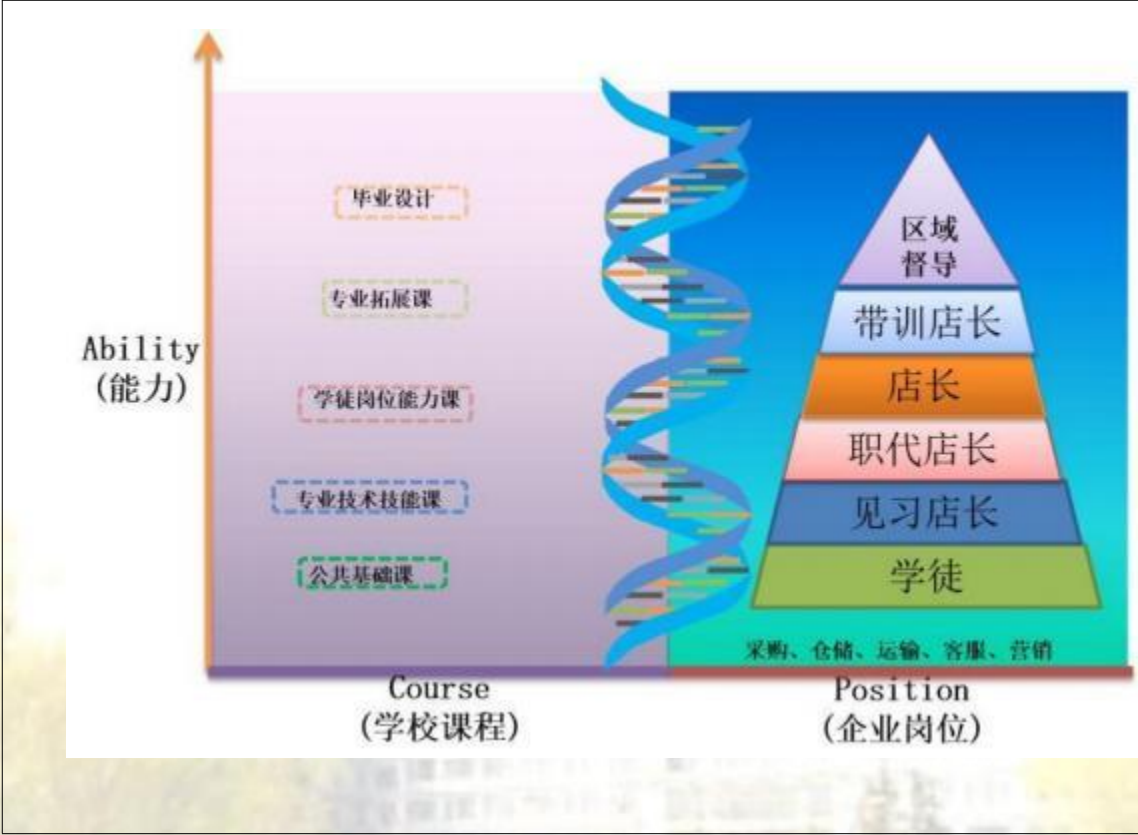 毕业设计
专业拓展课
学徒岗位能力课
专业技术技能课
公共基础课
Ability
(能力)
区域
督导
带训店长
店长
职代店长
见习店长
学徒
采购、仓储、运输、客服、营销
Course
(学校课程)
Position
(企业岗位)